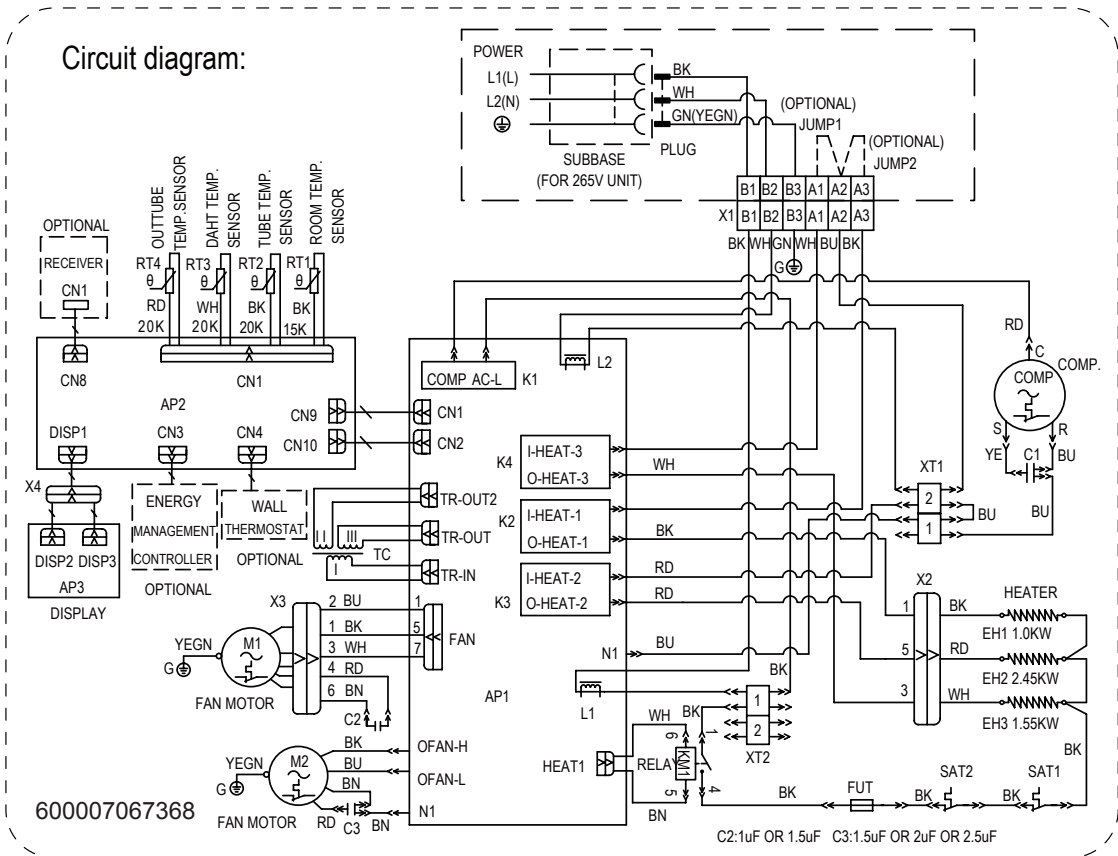 Circuit diagram:
POWER
L1(L)
L2(N)
SUBBASE
(FOR 265V UNIT)
PLUG
BK
WH
GN(YEGN)
(OPTIONAL)
JUMP1
(OPTIONAL)
JUMP2
B1 B2 B3 A1 A2 A3
X1 B1 B2 B3 A1 A2 A3
BK WH GN WH BU BK
G
OUTTUBE
TEMP.SENSOR
DAHT TEMP.
SENSOR
TUBE TEMP.
SENSOR
ROOM TEMP.
SENSOR
OPTIONAL
RECEIVER
CN1
RT4 RT3 RT2 RT1
θ θ θ θ
RD WH BK BK
20K 20K 20K 15K
CN8
CN1
AP2
CN9
CN10
DISP1 CN3 CN4
X4
DISP2 DISP3
AP3
DISPLAY
ENERGY
MANAGEMENT
CONTROLLER
OPTIONAL
WALL
THERMOSTAT
OPTIONAL
COMP AC-L K1
L2
CN1
CN2
TR-OUT2
TR-OUT
TR-IN
II III
I
TC
K4
I-HEAT-3
O-HEAT-3
WH
K2
I-HEAT-1
O-HEAT-1
BK
K3
I-HEAT-2
O-HEAT-2
RD
RD
N1 BU
AP1
RD
C
COMP
COMP.
S R
YE C1 BU
XT1
2
1
BU
BU
X2
1
5
3
BK
RD
WH
HEATER
EH1 1.0KW
EH2 2.45KW
EH3 1.55KW
BK
X3
2 BU 1
1 BK 5
3 WH 7
4 RD
6 BN
FAN
C2
YEGN
G
M1
FAN MOTOR
YEGN
G
M2
FAN MOTOR
BK
BU
BN
RD C3 BN
OFAN-H
OFAN-L
N1
L1
BK
XT2
1
2
HEAT1
WH
RELAY
KM1
6
5
1
4
BK
BN
BK
FUT
BK
SAT2
BK
SAT1
600007067368
C2:1uF OR 1.5uF C3:1.5uF OR 2uF OR 2.5uF